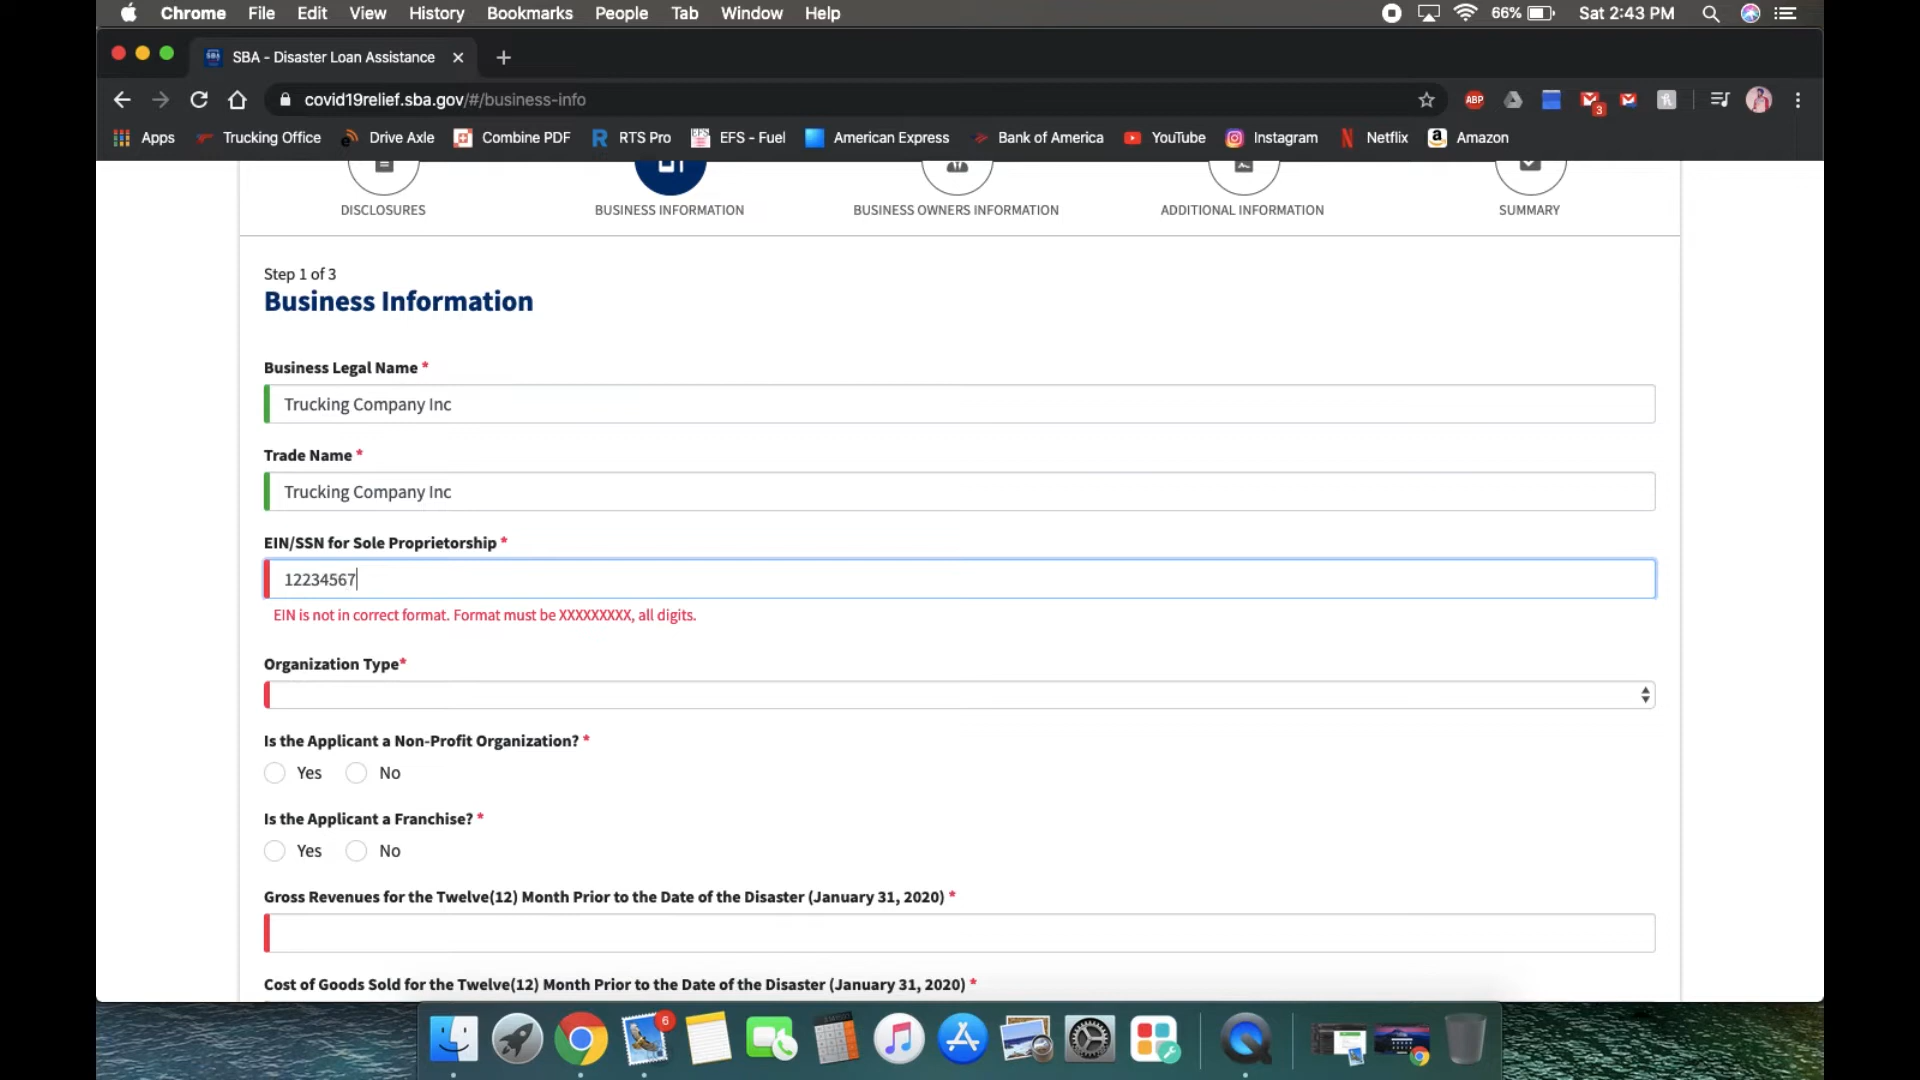 Chrome File Edit View History Bookmarks People Tab Window Help 66% Sat 2:43 PM
SBA - Disaster Loan Assistance
covid19relief.sba.gov/#/business-info ABP 3
Apps Trucking Office Drive Axle Combine PDF RTS Pro EFS EFS - Fuel American Express Bank of America YouTube Instagram Netflix Amazon
DISCLOSURES BUSINESS INFORMATION BUSINESS OWNERS INFORMATION ADDITIONAL INFORMATION SUMMARY
Step 1 of 3
Business Information
Business Legal Name *
Trucking Company Inc
Trade Name *
Trucking Company Inc
EIN/SSN for Sole Proprietorship *
12234567
EIN is not in correct format. Format must be XXXXXXXXX, all digits.
Organization Type*
Is the Applicant a Non-Profit Organization? *
Yes No
Is the Applicant a Franchise? *
Yes No
Gross Revenues for the Twelve(12) Month Prior to the Date of the Disaster (January 31, 2020) *
Cost of Goods Sold for the Twelve(12) Month Prior to the Date of the Disaster (January 31, 2020) *
6